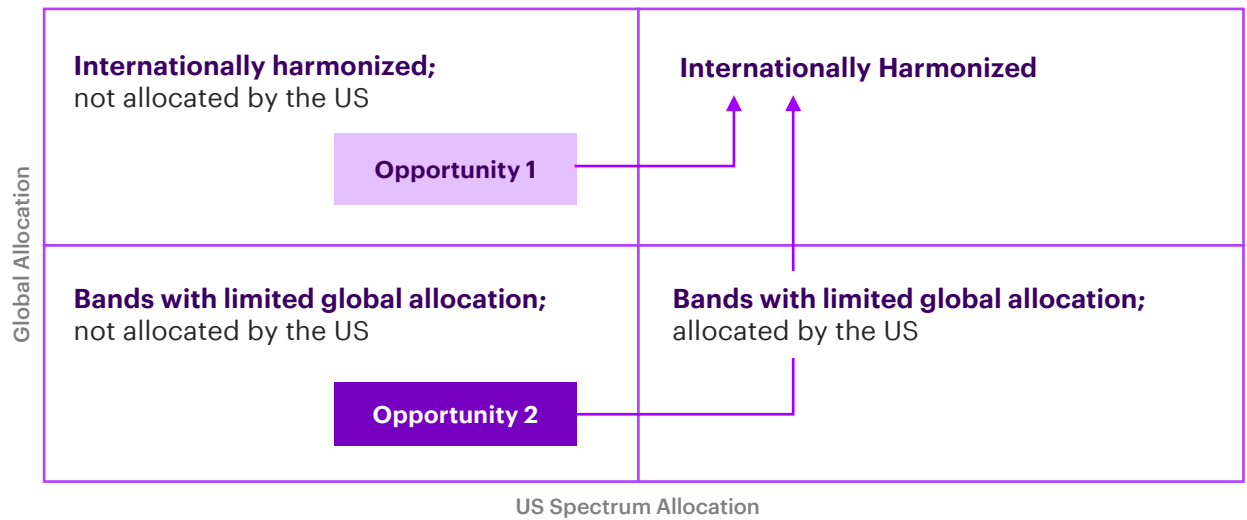 Internationally harmonized;
not allocated by the US
Opportunity 1
Internationally Harmonized
Global Allocation
Bands with limited global allocation;
not allocated by the US
Opportunity 2
Bands with limited global allocation;
allocated by the US
US Spectrum Allocation